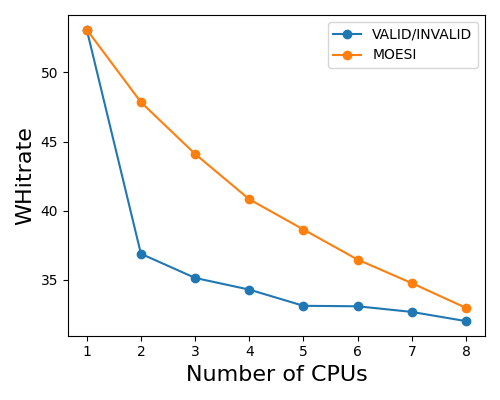 VALID/INVALID
MOESI
WHitrate
50
45
40
35
1 2 3 4 5 6 7 8
Number of CPUs